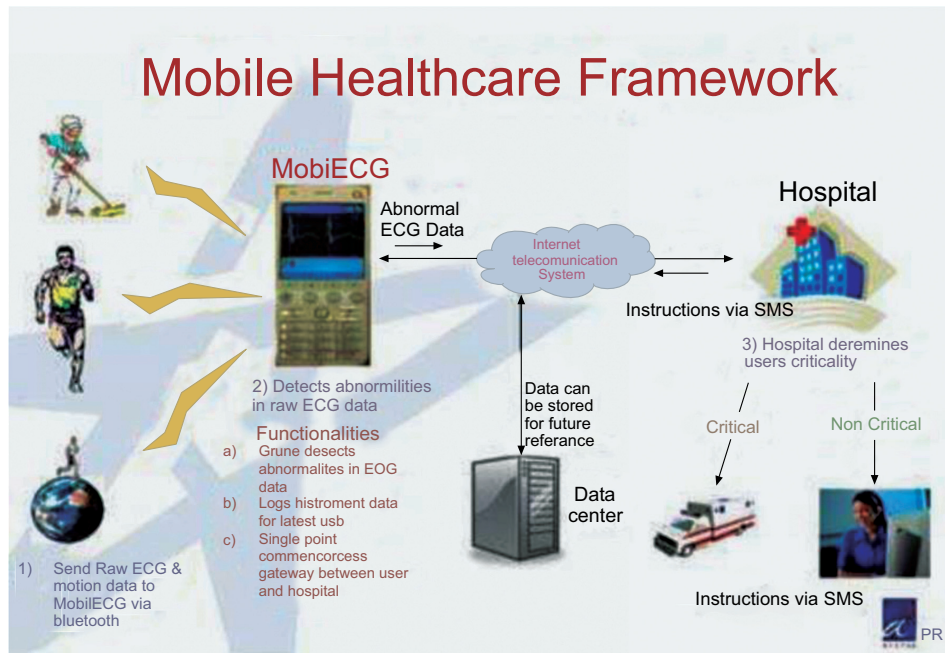 Mobile Healthcare Framework
MobiECG
Abnormal
ECG Data
Internet
telecomunication
System
Hospital
Instructions via SMS
3) Hospital deremines
users criticality
2) Detects abnormilities
in raw ECG data
Functionalities
a) Grune desects
abnormalites in EOG
data
b) Logs histroment data
for latest usb
c) Single point
commencorcess
gateway between user
and hospital
Data can
be stored
for future
referance
Critical
Non Critical
Data
center
1) Send Raw ECG &
motion data to
MobilECG via
bluetooth
Instructions via SMS
a
PR